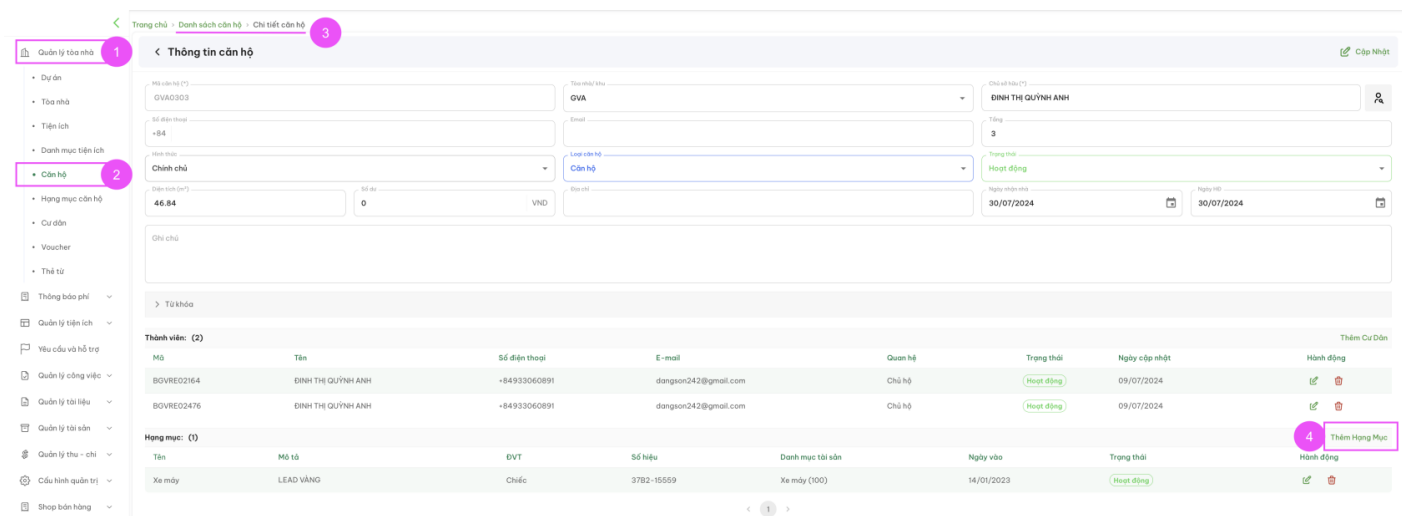 Trang chủ > Danh sách căn hộ > Chi tiết căn hộ
3
Quản lý tòa nhà
1
Dự án
Tòa nhà
Tiện ích
Danh mục tiện ích
Căn hộ
2
Hạng mục căn hộ
Cư dân
Voucher
Thẻ từ
Thông báo phí
Quản lý tiện ích
Yêu cầu và hỗ trợ
Quản lý công việc
Quản lý tài liệu
Quản lý tài sản
Quản lý thu - chi
Cấu hình quản trị
Shop bán hàng
Thông tin căn hộ
Cập Nhật
Mã căn hộ (*)
GVA0303
Tòa nhà/ khu
GVA
Chủ sở hữu (*)
ĐINH THỊ QUỲNH ANH
Số điện thoại
+84
Email
Tầng
3
Hình thức
Chính chủ
Loại căn hộ
Căn hộ
Trạng thái
Hoạt động
Diện tích (m²)
46.84
Số dư
0 VND
Địa chỉ
Ngày nhận nhà
30/07/2024
Ngày Hết
30/07/2024
Ghi chú
Từ khóa
Thành viên: (2)
Thêm Cư Dân
Mã Tên Số điện thoại E-mail Quan hệ Trạng thái Ngày cập nhật Hành động
BGVRE02164 ĐINH THỊ QUỲNH ANH +84933060891 dangson242@gmail.com Chủ hộ Hoạt động 09/07/2024
BGVRE02476 ĐINH THỊ QUỲNH ANH +84933060891 dangson242@gmail.com Chủ hộ Hoạt động 09/07/2024
Hạng mục: (1)
4
Thêm Hạng Mục
Tên Mô tả ĐVT Số hiệu Danh mục tài sản Ngày vào Trạng thái Hành động
Xe máy LEAD VÀNG Chiếc 37B2-15559 Xe máy (100) 14/01/2023 Hoạt động
< 1 >